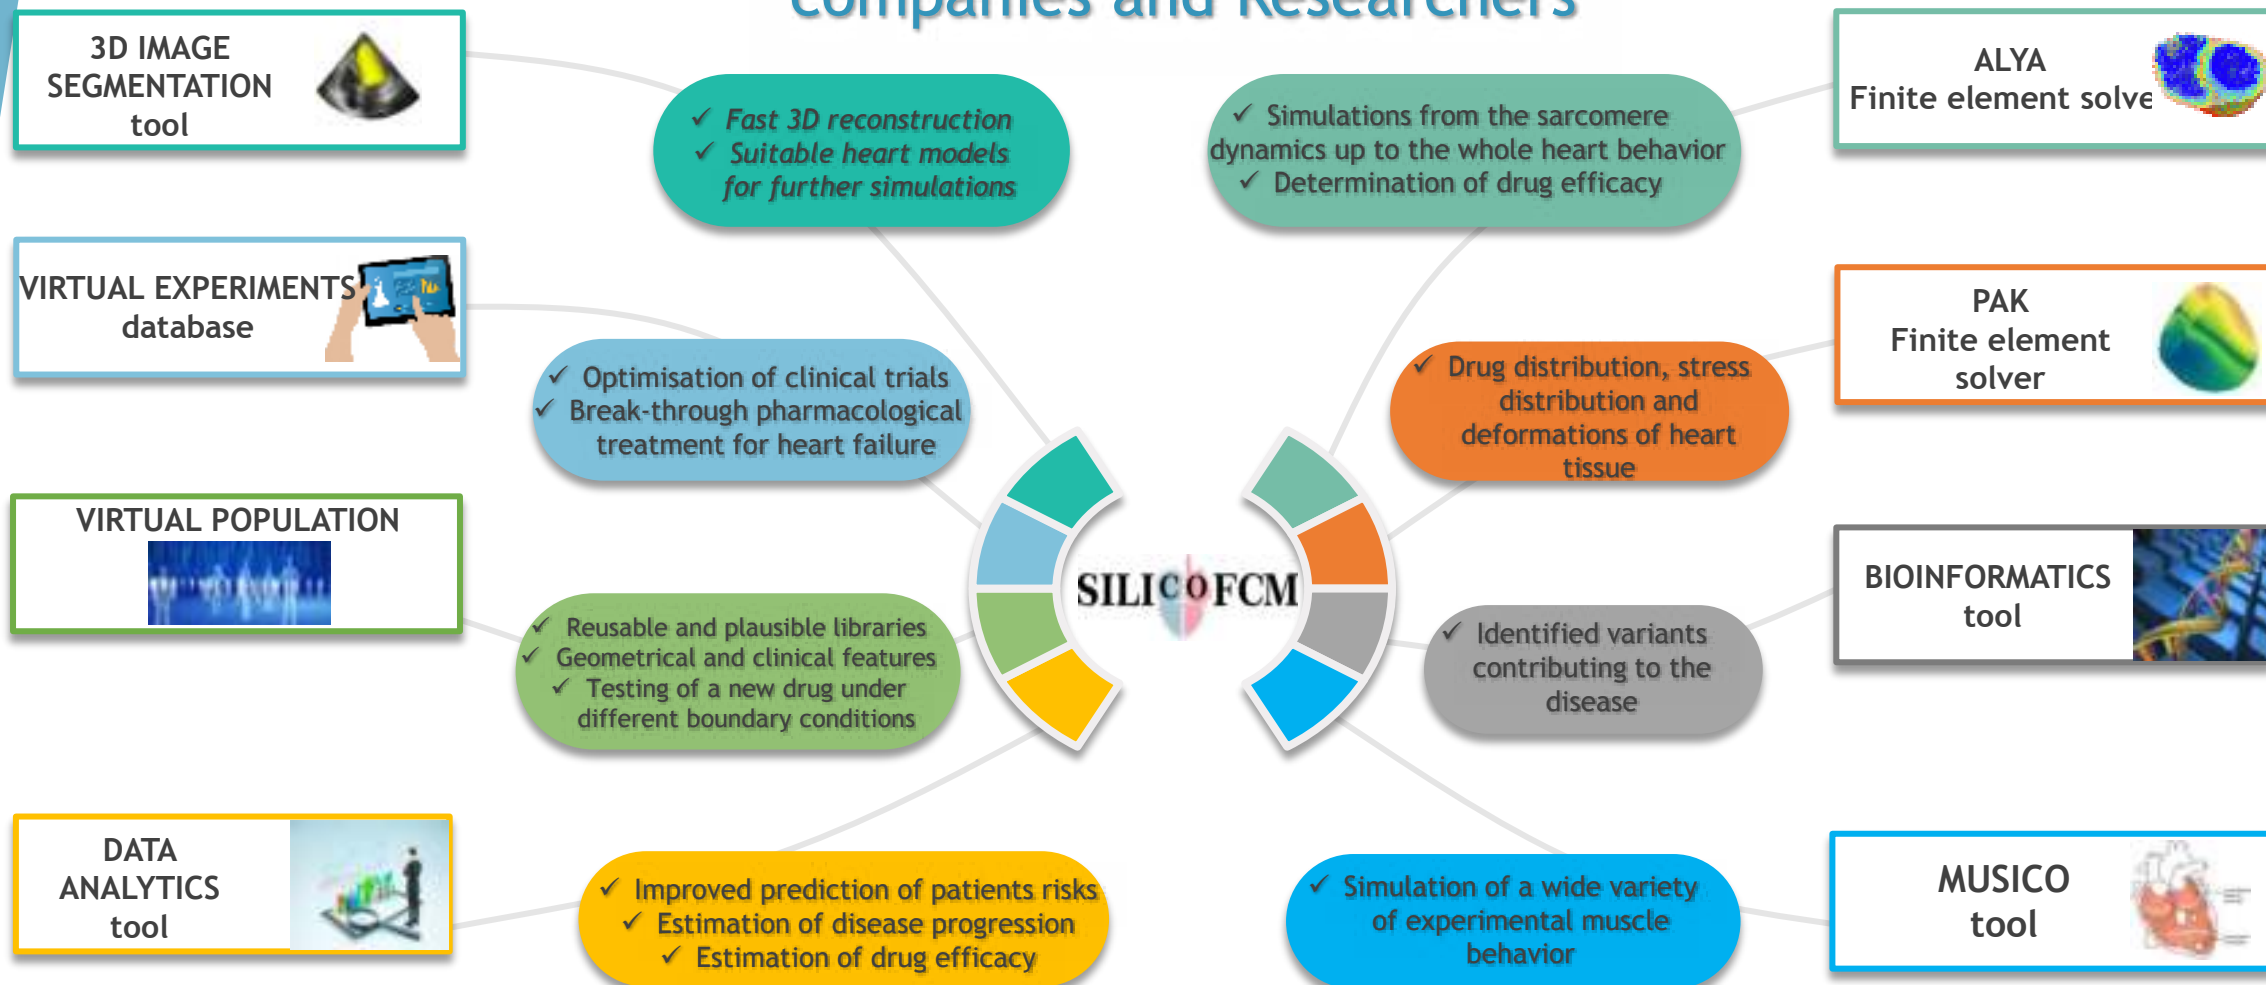 companies and Researchers
3D IMAGE
SEGMENTATION
tool
✓ Fast 3D reconstruction
✓ Suitable heart models
for further simulations
VIRTUAL EXPERIMENTS
database
✓ Optimisation of clinical trials
✓ Break-through pharmacological
treatment for heart failure
VIRTUAL POPULATION
✓ Reusable and plausible libraries
✓ Geometrical and clinical features
✓ Testing of a new drug under
different boundary conditions
DATA
ANALYTICS
tool
✓ Improved prediction of patients risks
✓ Estimation of disease progression
✓ Estimation of drug efficacy
SILICOFCM
✓ Simulations from the sarcomere
dynamics up to the whole heart behavior
✓ Determination of drug efficacy
ALYA
Finite element solve
✓ Drug distribution, stress
distribution and
deformations of heart
tissue
PAK
Finite element
solver
✓ Identified variants
contributing to the
disease
BIOINFORMATICS
tool
✓ Simulation of a wide variety
of experimental muscle
behavior
MUSICO
tool